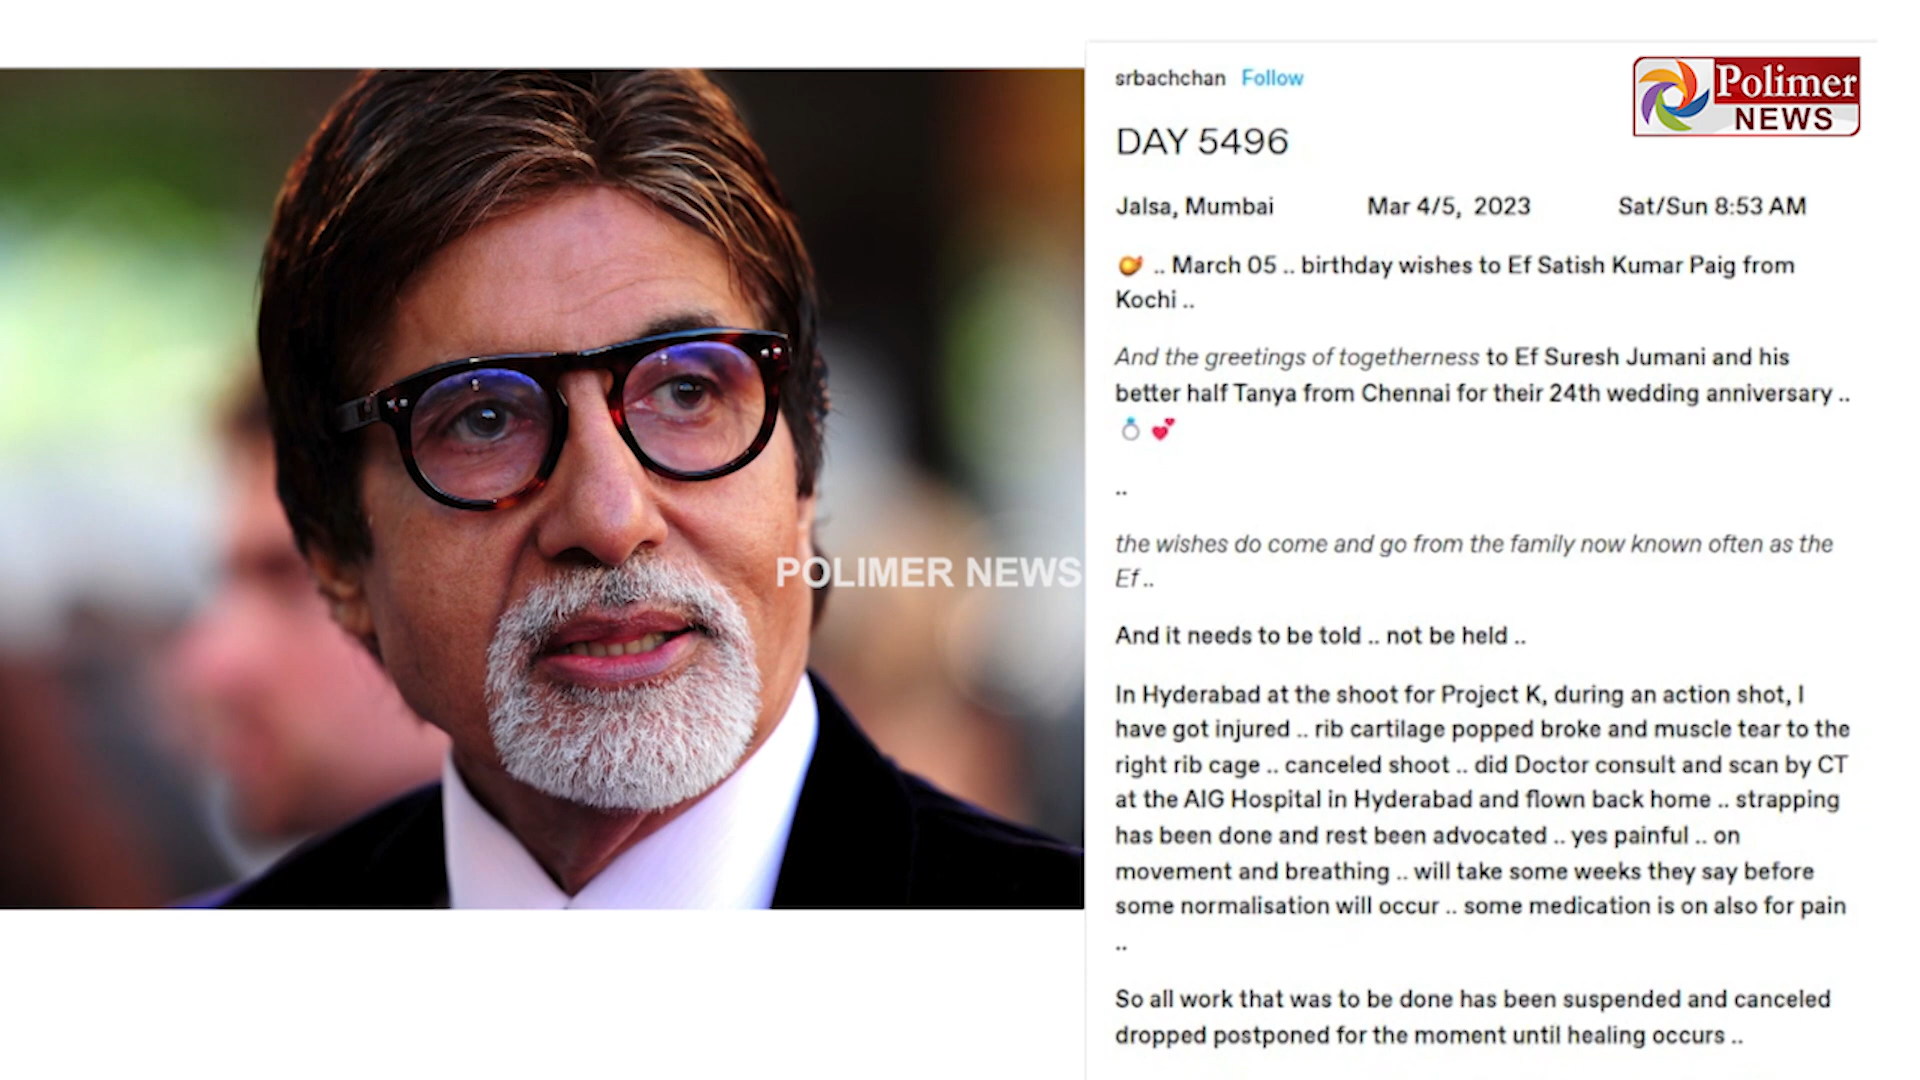 srbachchan Follow
Polimer
NEWS
DAY 5496
Jalsa, Mumbai Mar 4/5, 2023 Sat/Sun 8:53 AM
.. March 05 .. birthday wishes to Ef Satish Kumar Paig from
Kochi ..
And the greetings of togetherness to Ef Suresh Jumani and his
better half Tanya from Chennai for their 24th wedding anniversary ..
💍 💕
..
the wishes do come and go from the family now known often as the
Ef ..
POLIMER NEWS
And it needs to be told .. not be held ..
In Hyderabad at the shoot for Project K, during an action shot, I
have got injured .. rib cartilage popped broke and muscle tear to the
right rib cage .. canceled shoot .. did Doctor consult and scan by CT
at the AIG Hospital in Hyderabad and flown back home .. strapping
has been done and rest been advocated .. yes painful .. on
movement and breathing .. will take some weeks they say before
some normalisation will occur .. some medication is on also for pain
..
So all work that was to be done has been suspended and canceled
dropped postponed for the moment until healing occurs ..